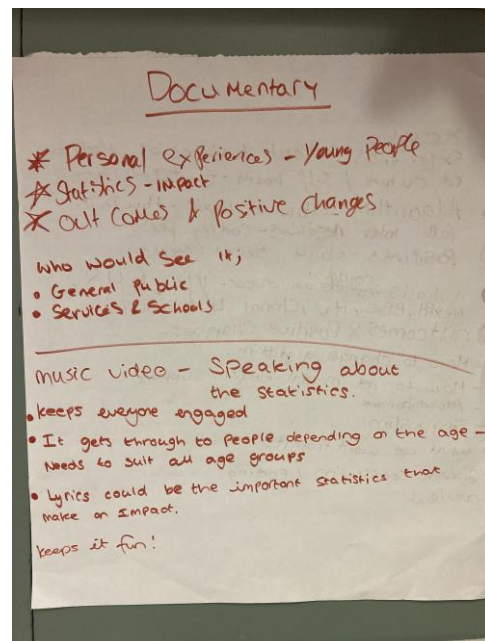 Documentary
* Personal experiences - Young People
* Statistics - Impact
* Out Comes & Positive Changes
who would see it;
• General public
• Services & Schools
music video - Speaking about
the statistics.
• keeps everyone engaged
• It gets through to people depending on the age -
Needs to suit all age groups
• Lyrics could be the important statistics that
make an Impact.
keeps it fun!